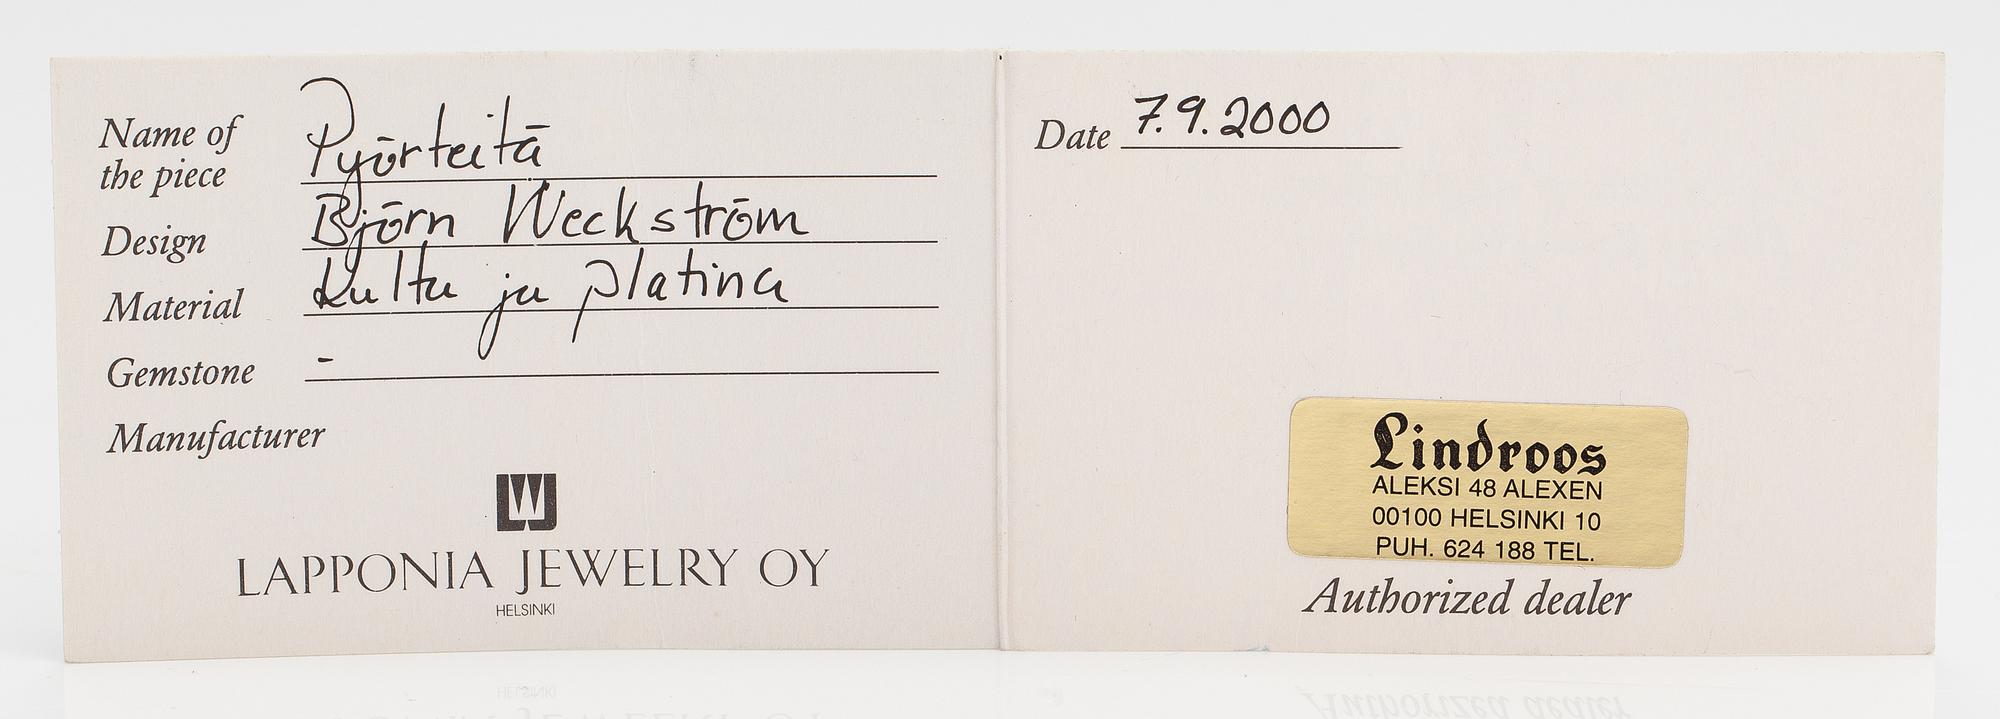 Name of
the piece Pyörteitä
Design Björn Weckström
Material Kulta ja platina
Gemstone -
Manufacturer
LW
LAPPONIA JEWELRY OY
HELSINKI
Date 7.9.2000
Lindroos
ALEKSI 48 ALEXEN
00100 HELSINKI 10
PUH. 624 188 TEL.
Authorized dealer